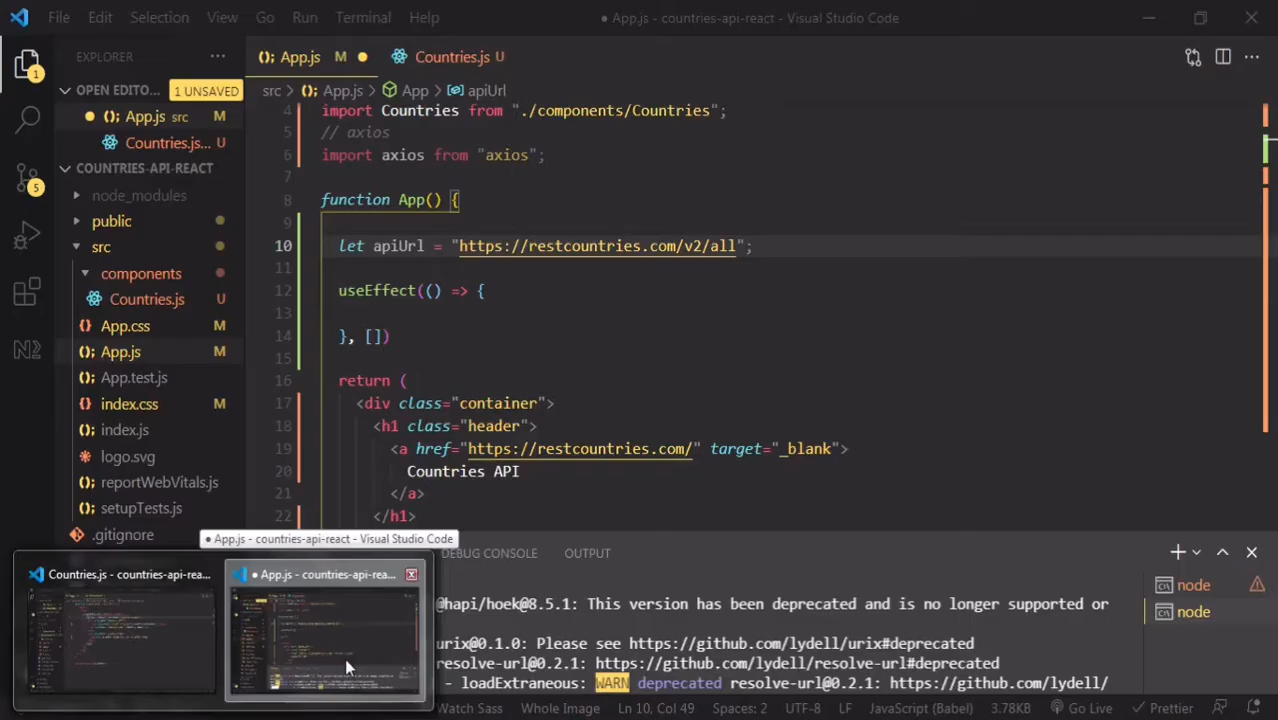 File Edit Selection View Go Run Terminal Help
● App.js - countries-api-react - Visual Studio Code
1
EXPLORER ...
App.js M ●
Countries.js U
OPEN EDITO... 1 UNSAVED
● App.js src M
Countries.js... U
COUNTRIES-API-REACT
node_modules
public
src
components
Countries.js U
App.css M
App.js M
App.test.js
index.css M
index.js
logo.svg
reportWebVitals.js
setupTests.js
.gitignore
5
src > App.js > App > apiUrl
4 import Countries from "./components/Countries";
5 // axios
6 import axios from "axios";
7
8 function App() {
9
10 let apiUrl = "https://restcountries.com/v2/all";
11
12 useEffect(() => {
13
14 }, [])
15
16 return (
17 <div class="container">
18 <h1 class="header">
19 <a href="https://restcountries.com/" target="_blank">
20 Countries API
21 </a>
22 </h1>
● App.js - countries-api-react - Visual Studio Code
DEBUG CONSOLE OUTPUT
Countries.js - countries-api-rea...
● App.js - countries-api-rea...
@hapi/hoek@8.5.1: This version has been deprecated and is no longer supported or
urix@0.1.0: Please see https://github.com/lydell/urix#deprecated
resolve-url@0.2.1: https://github.com/lydell/resolve-url#deprecated
- loadExtraneous: WARN deprecated resolve-url@0.2.1: https://github.com/lydell/
node
node
Watch Sass Whole Image Ln 10, Col 49 Spaces: 2 UTF-8 LF JavaScript (Babel) Go Live 3.78KB Prettier